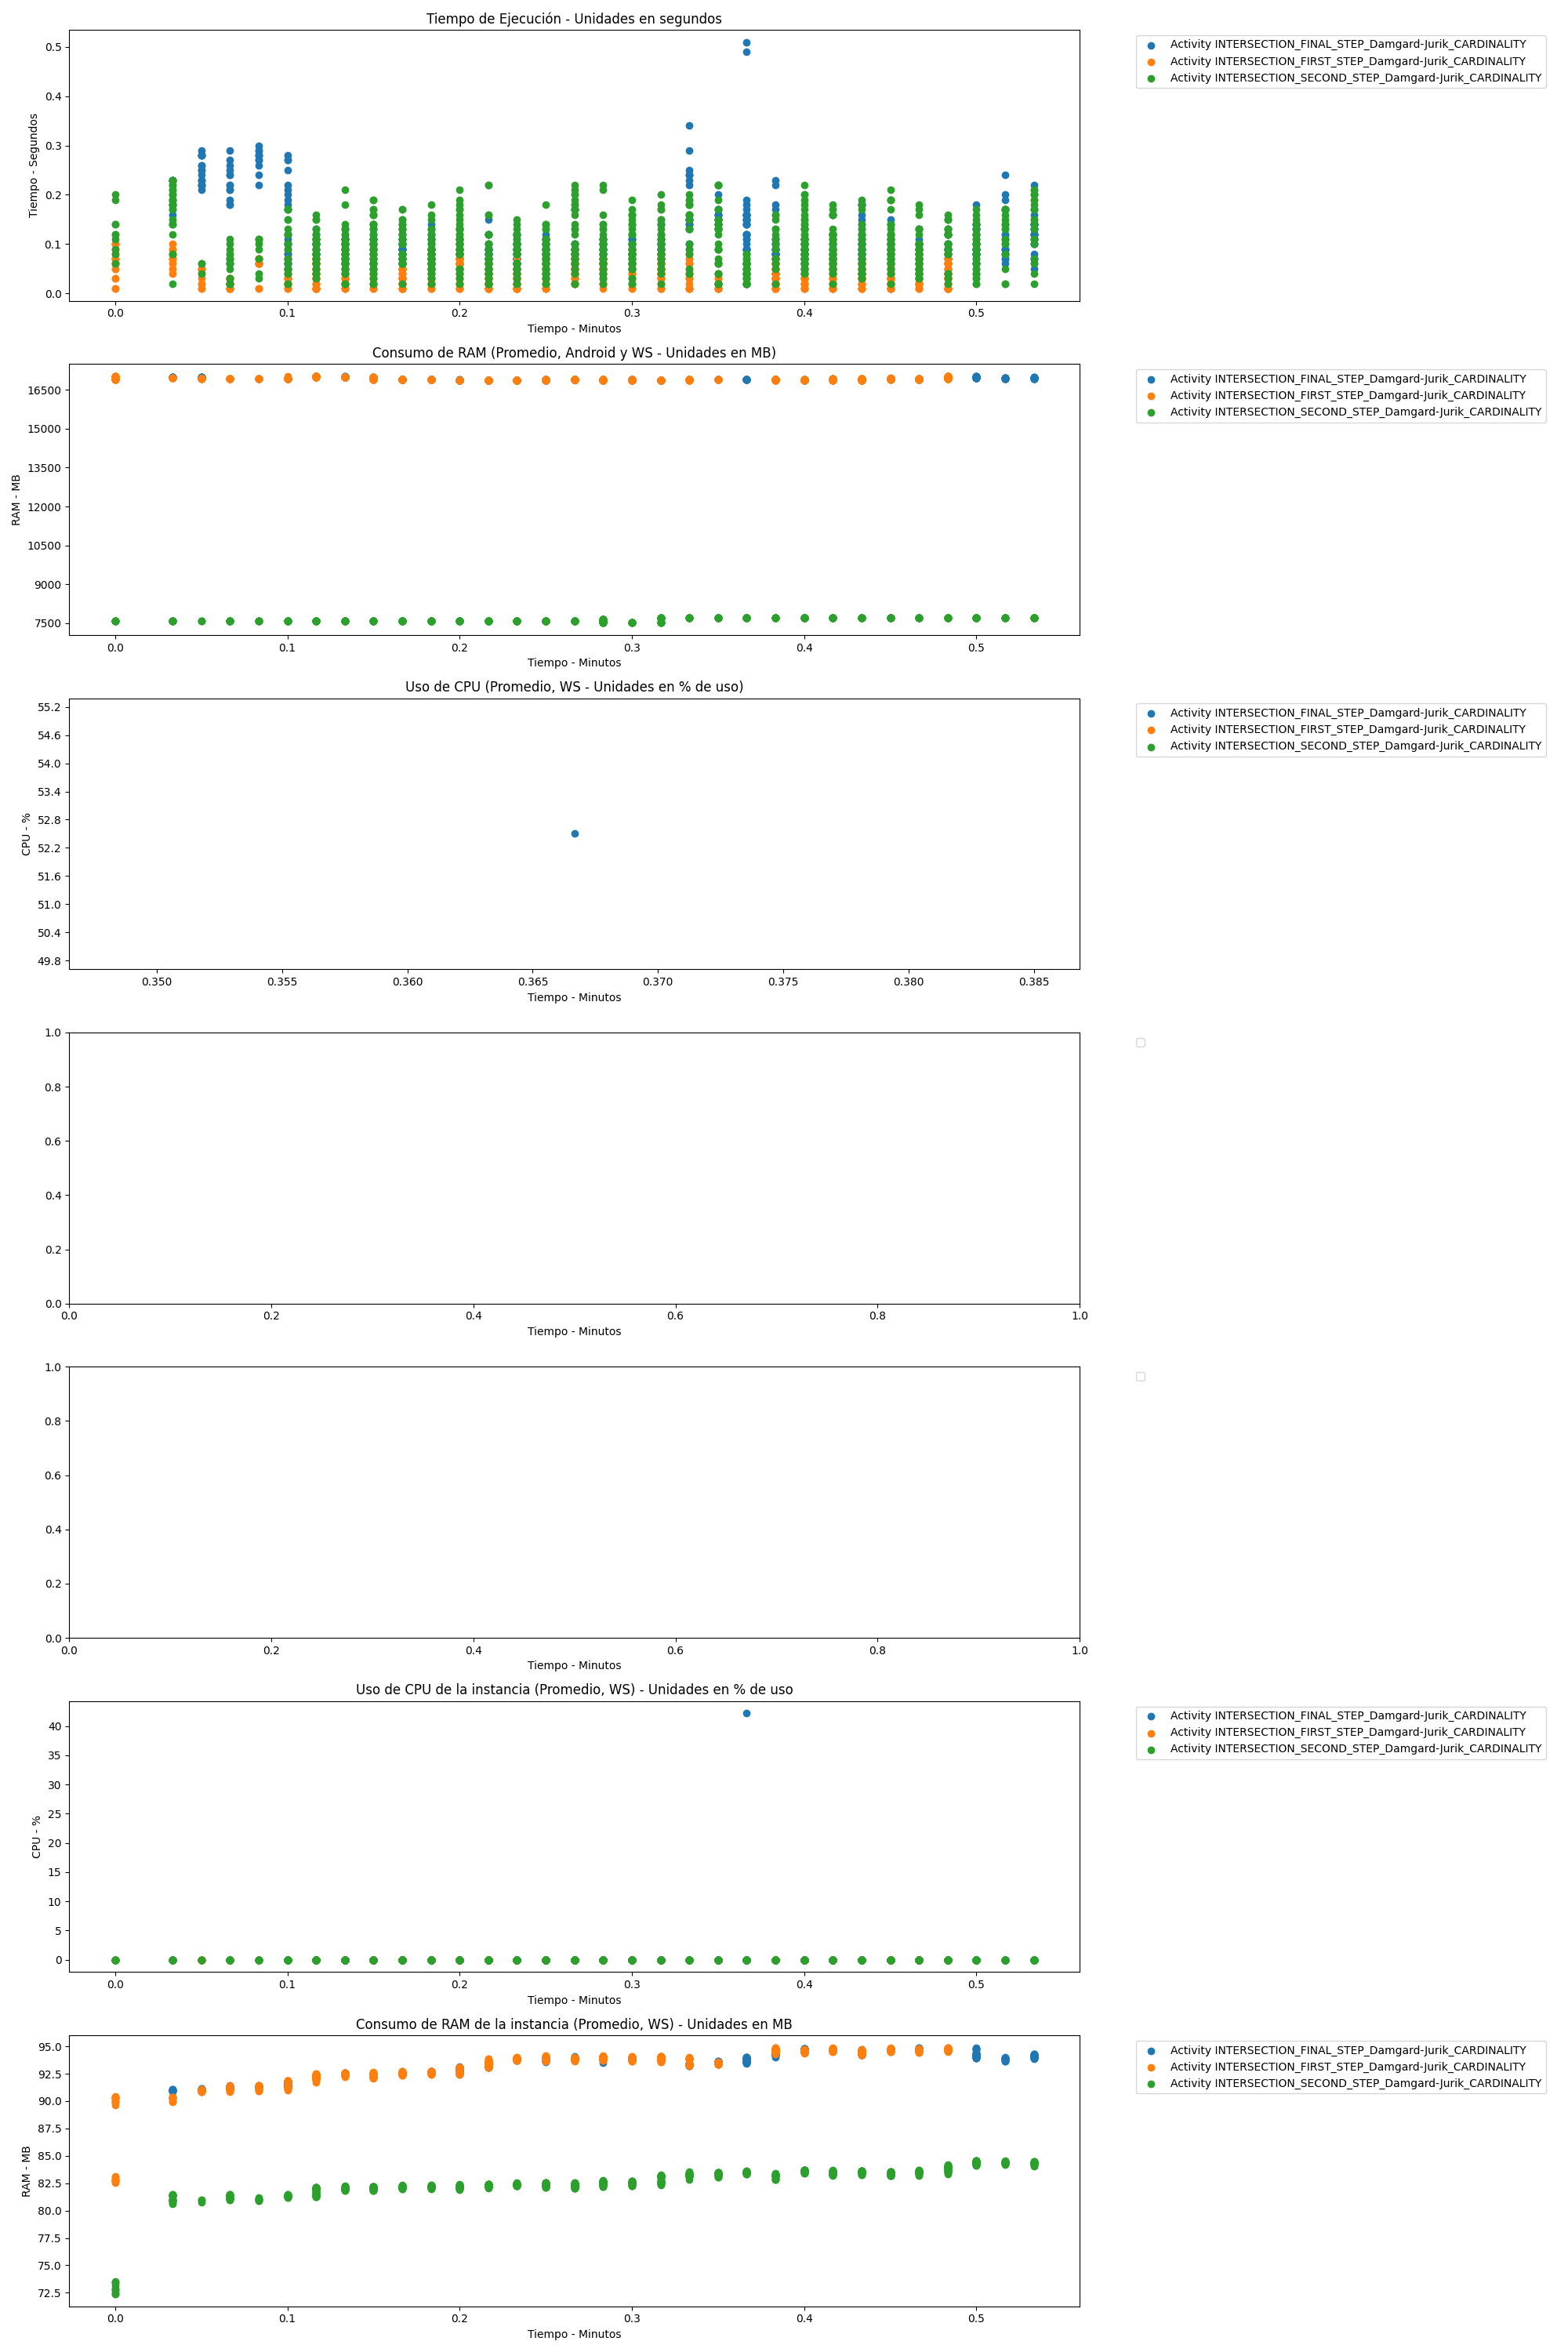 Tiempo de Ejecución - Unidades en segundos
0.5
0.4
0.3
0.2
0.1
0.0
Tiempo - Segundos
0.0 0.1 0.2 0.3 0.4 0.5
Tiempo - Minutos
Activity INTERSECTION_FINAL_STEP_Damgard-Jurik_CARDINALITY
Activity INTERSECTION_FIRST_STEP_Damgard-Jurik_CARDINALITY
Activity INTERSECTION_SECOND_STEP_Damgard-Jurik_CARDINALITY
Consumo de RAM (Promedio, Android y WS - Unidades en MB)
16500
15000
13500
12000
10500
9000
7500
RAM - MB
0.0 0.1 0.2 0.3 0.4 0.5
Tiempo - Minutos
Activity INTERSECTION_FINAL_STEP_Damgard-Jurik_CARDINALITY
Activity INTERSECTION_FIRST_STEP_Damgard-Jurik_CARDINALITY
Activity INTERSECTION_SECOND_STEP_Damgard-Jurik_CARDINALITY
Uso de CPU (Promedio, WS - Unidades en % de uso)
55.2
54.6
54.0
53.4
52.8
52.2
51.6
51.0
50.4
49.8
CPU - %
0.350 0.355 0.360 0.365 0.370 0.375 0.380 0.385
Tiempo - Minutos
Activity INTERSECTION_FINAL_STEP_Damgard-Jurik_CARDINALITY
Activity INTERSECTION_FIRST_STEP_Damgard-Jurik_CARDINALITY
Activity INTERSECTION_SECOND_STEP_Damgard-Jurik_CARDINALITY
1.0
0.8
0.6
0.4
0.2
0.0
0.0 0.2 0.4 0.6 0.8 1.0
Tiempo - Minutos
1.0
0.8
0.6
0.4
0.2
0.0
0.0 0.2 0.4 0.6 0.8 1.0
Tiempo - Minutos
Uso de CPU de la instancia (Promedio, WS) - Unidades en % de uso
40
35
30
25
20
15
10
5
0
CPU - %
0.0 0.1 0.2 0.3 0.4 0.5
Tiempo - Minutos
Activity INTERSECTION_FINAL_STEP_Damgard-Jurik_CARDINALITY
Activity INTERSECTION_FIRST_STEP_Damgard-Jurik_CARDINALITY
Activity INTERSECTION_SECOND_STEP_Damgard-Jurik_CARDINALITY
Consumo de RAM de la instancia (Promedio, WS) - Unidades en MB
95.0
92.5
90.0
87.5
85.0
82.5
80.0
77.5
75.0
72.5
RAM - MB
0.0 0.1 0.2 0.3 0.4 0.5
Tiempo - Minutos
Activity INTERSECTION_FINAL_STEP_Damgard-Jurik_CARDINALITY
Activity INTERSECTION_FIRST_STEP_Damgard-Jurik_CARDINALITY
Activity INTERSECTION_SECOND_STEP_Damgard-Jurik_CARDINALITY